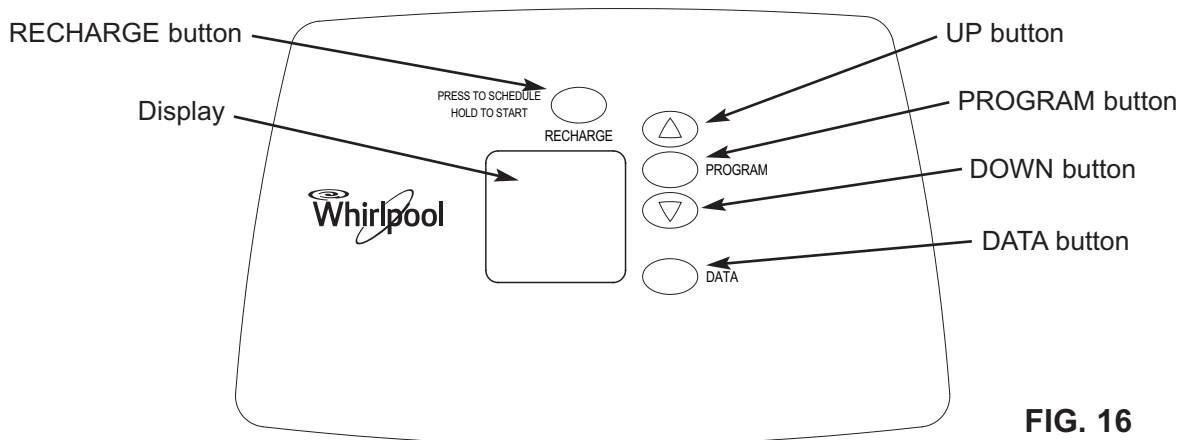 RECHARGE button
UP button
PRESS TO SCHEDULE
HOLD TO START
PROGRAM button
Display
RECHARGE
PROGRAM
DOWN button
Whirlpool
DATA button
DATA
FIG. 16